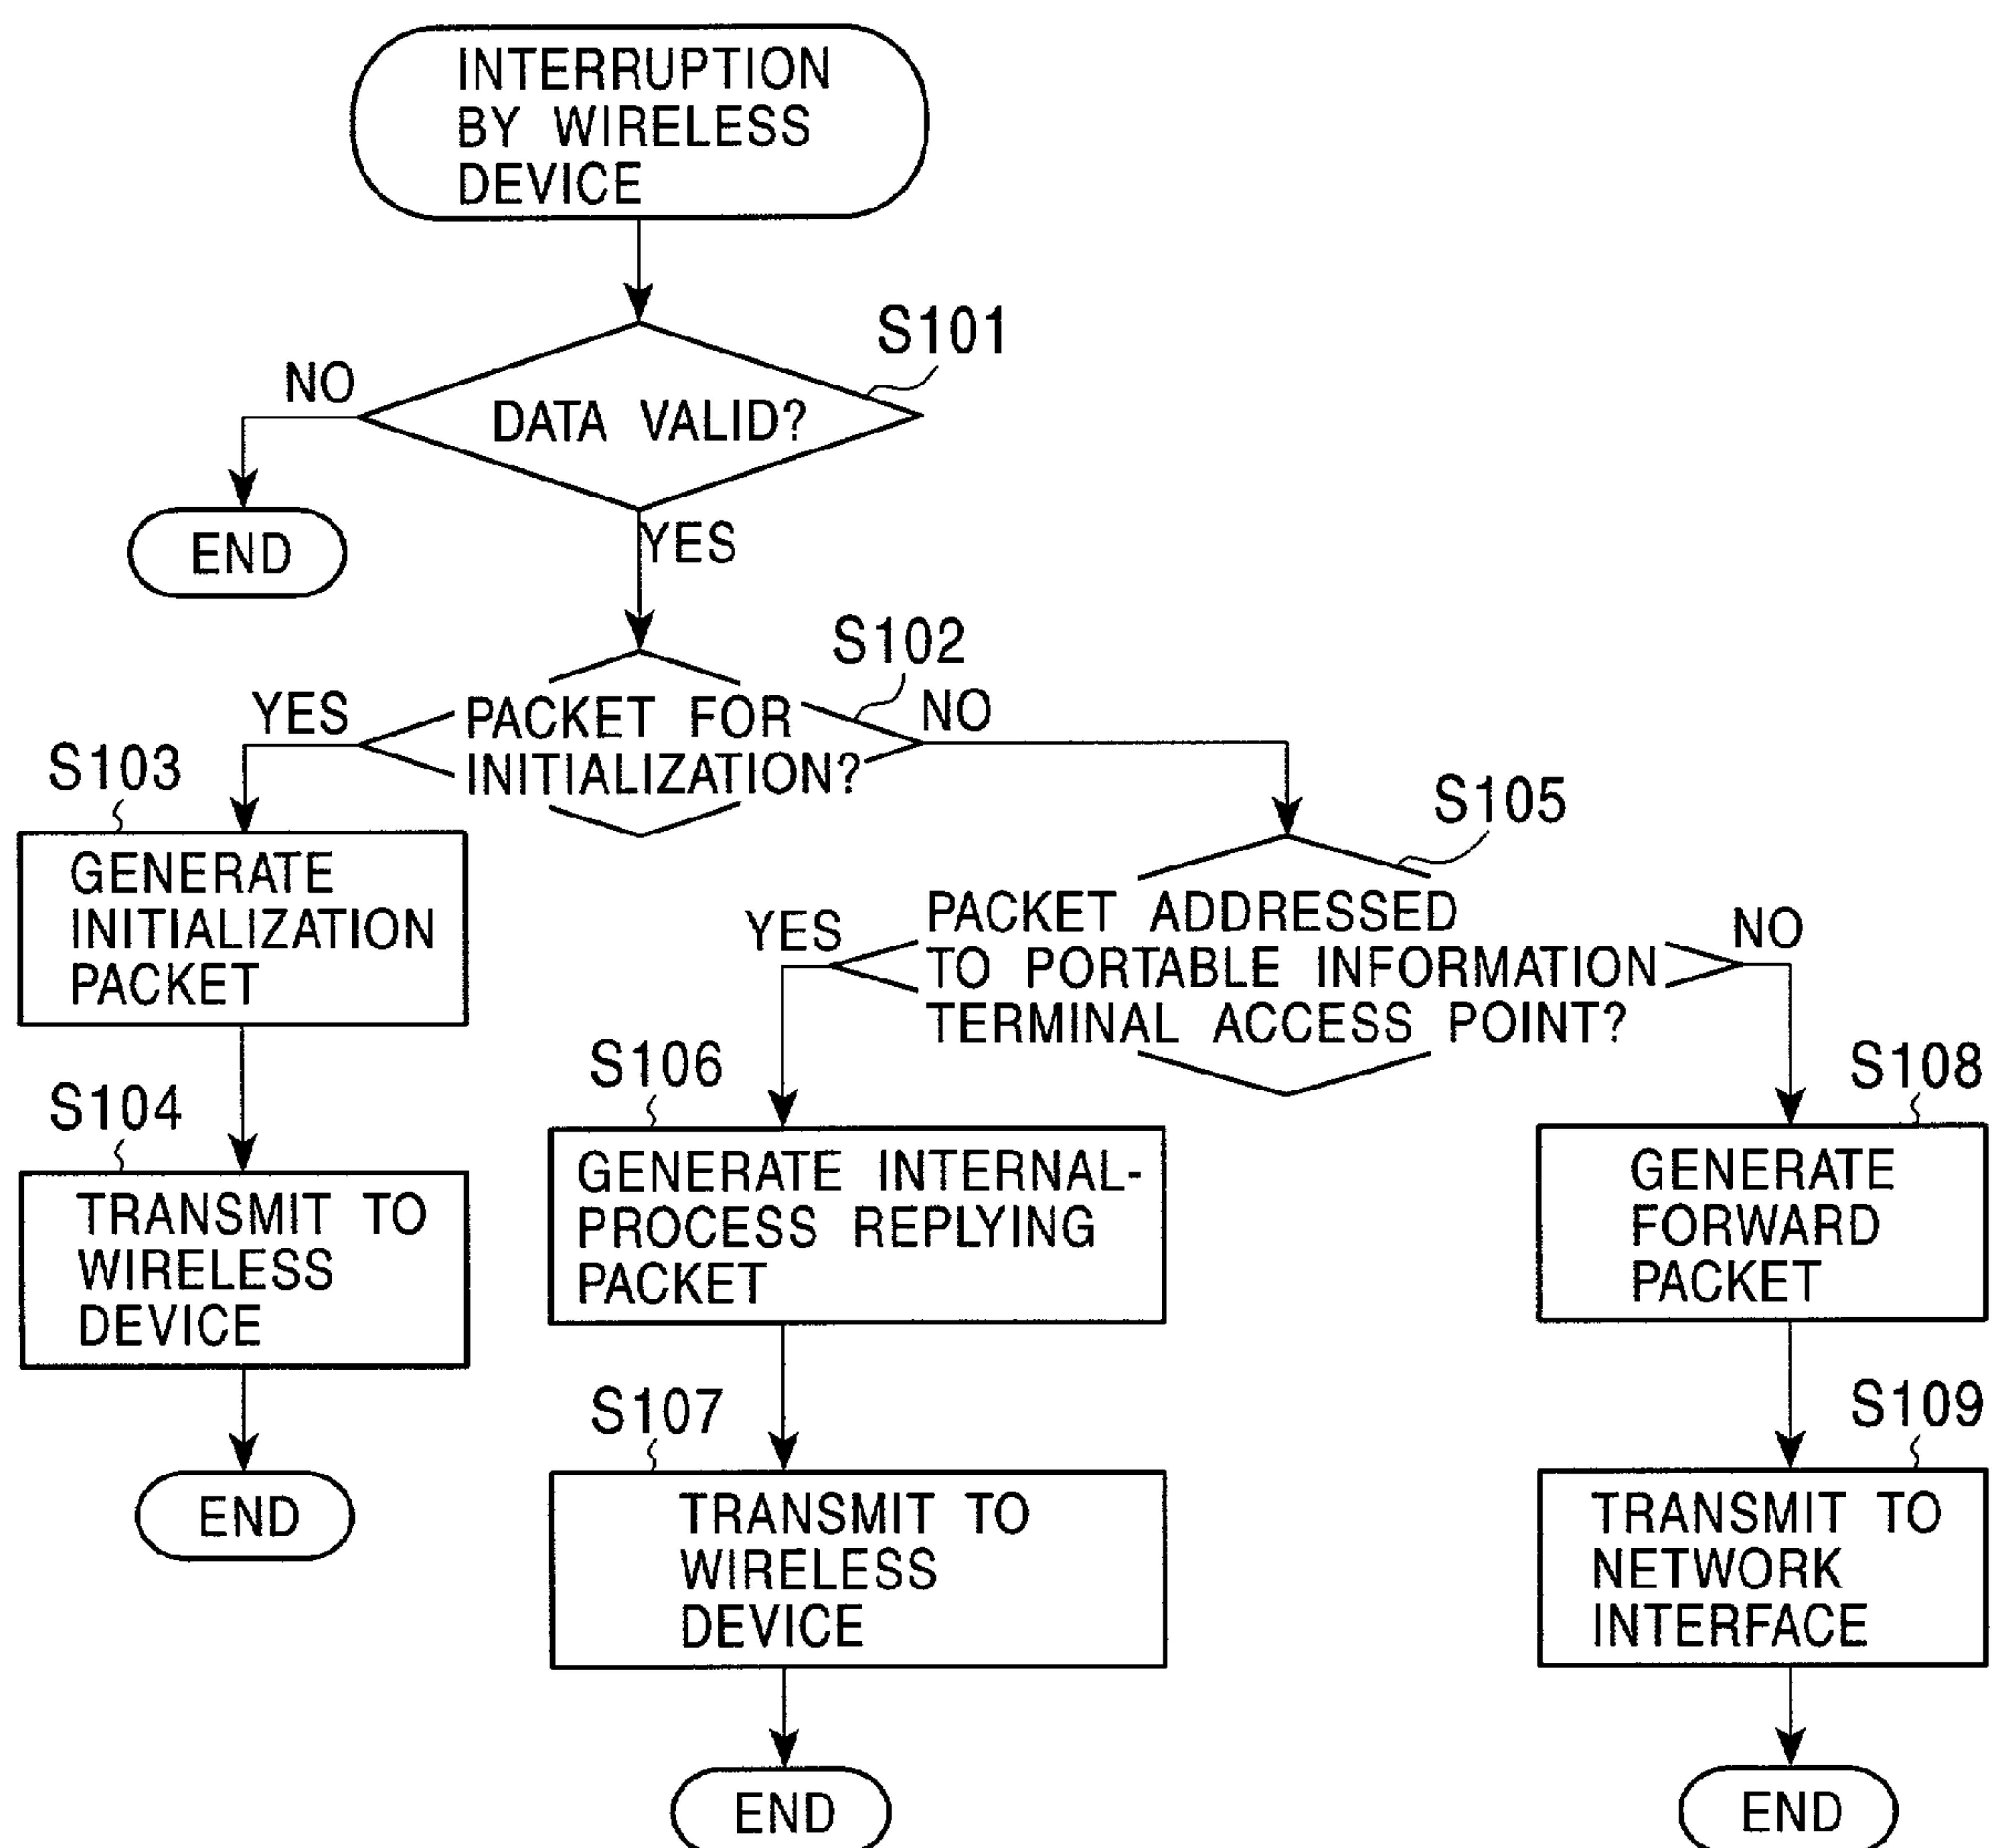 INTERRUPTION
BY WIRELESS
DEVICE
S101
NO
DATA VALID?
END
YES
S102
YES
PACKET FOR
INITIALIZATION?
NO
S103
GENERATE
INITIALIZATION
PACKET
S105
YES
PACKET ADDRESSED
TO PORTABLE INFORMATION
TERMINAL ACCESS POINT?
NO
S104
TRANSMIT TO
WIRELESS
DEVICE
END
S106
GENERATE INTERNAL-
PROCESS REPLYING
PACKET
S107
TRANSMIT TO
WIRELESS
DEVICE
END
S108
GENERATE
FORWARD
PACKET
S109
TRANSMIT TO
NETWORK
INTERFACE
END